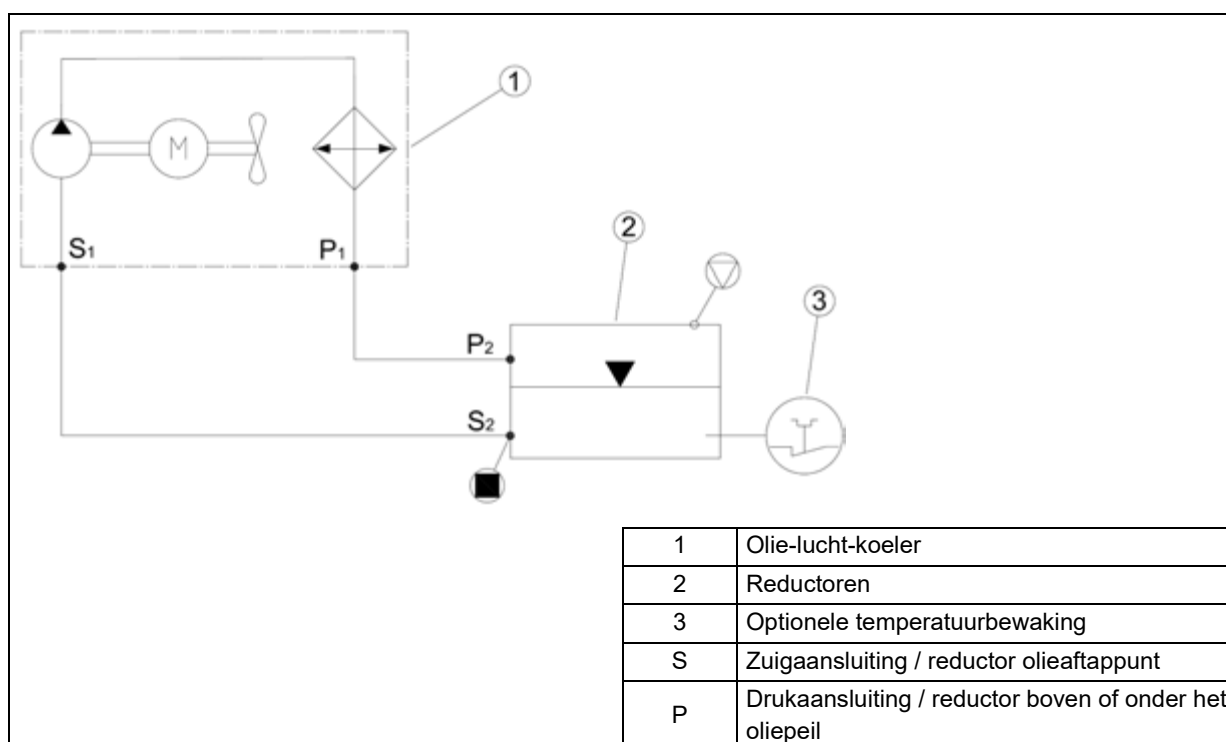 1
M
S1
P1
2
3
P2
S2
1 Olie-lucht-koeler
2 Reductoren
3 Optionele temperatuurbewaking
S Zuigaansluiting / reductor olieaftappunt
P Drukaansluiting / reductor boven of onder het
oliepeil